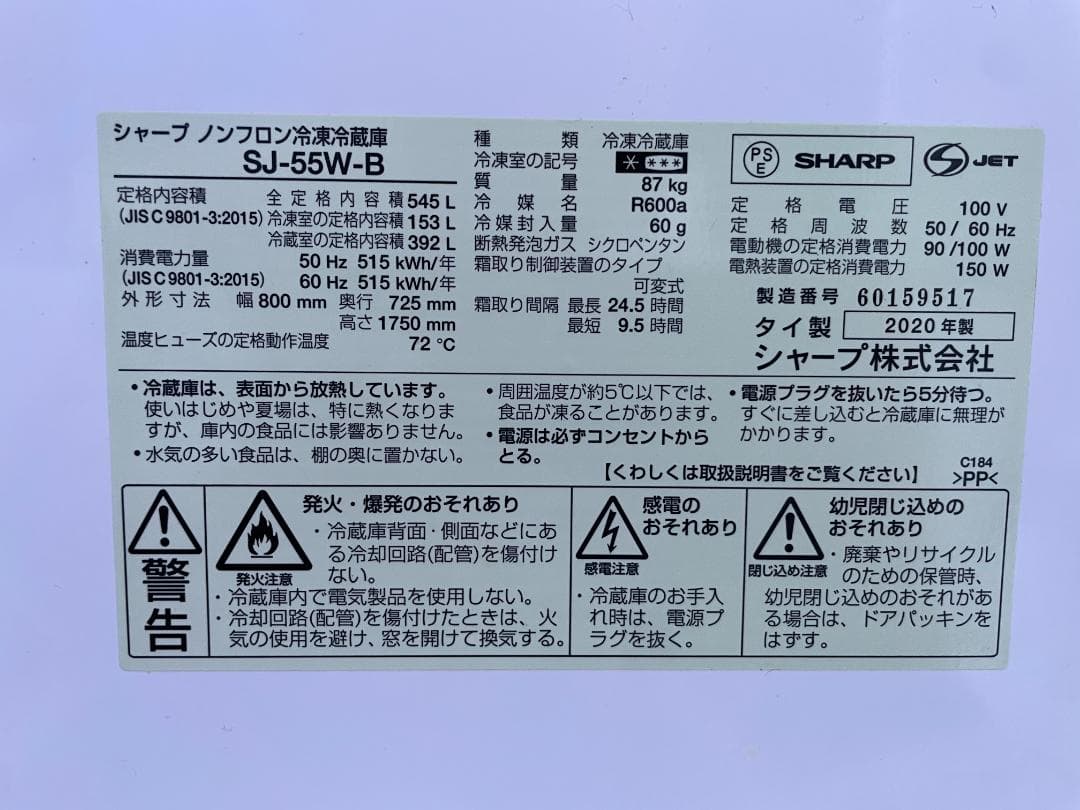 シャープ ノンフロン冷凍冷蔵庫
SJ-55W-B
定格内容積
(JIS C 9801-3:2015)
全定格内容積 545 L
冷凍室の定格内容積 153 L
冷蔵室の定格内容積 392 L
消費電力量
(JIS C 9801-3:2015)
50 Hz 515 kWh/年
60 Hz 515 kWh/年
外形寸法 幅 800 mm 奥行 725 mm
高さ 1750 mm
温度ヒューズの定格動作温度 72 ℃
種類 冷凍冷蔵庫
冷凍室の記号 * ***
質量 87 kg
冷媒名 R600a
冷媒封入量 60 g
断熱発泡ガス シクロペンタン
霜取り制御装置のタイプ
可変式
霜取り間隔 最長 24.5 時間
最短 9.5 時間
PS
E
SHARP
JET
定格電圧 100 V
定格周波数 50 / 60 Hz
電動機の定格消費電力 90 /100 W
電熱装置の定格消費電力 150 W
製造番号 60159517
タイ製 2020 年製
シャープ株式会社
・冷蔵庫は、表面から放熱しています。
使いはじめや夏場は、特に熱くなりま
すが、庫内の食品には影響ありません。
・水気の多い食品は、棚の奥に置かない。
・周囲温度が約5℃以下では、
食品が凍ることがあります。
・電源は必ずコンセントから
とる。
・電源プラグを抜いたら5分待つ。
すぐに差し込むと冷蔵庫に無理が
かかります。
【くわしくは取扱説明書をご覧ください】
C184
>PP<
警告
発火・爆発のおそれあり
発火注意
・冷蔵庫背面・側面などにあ
る冷却回路(配管)を傷付け
ない。
・冷蔵庫内で電気製品を使用しない。
・冷却回路(配管)を傷付けたときは、火
気の使用を避け、窓を開けて換気する。
感電の
おそれあり
感電注意
・冷蔵庫のお手入
れ時は、電源プ
ラグを抜く。
幼児閉じ込めの
おそれあり
閉じ込め注意
・廃棄やリサイクル
のための保管時、
幼児閉じ込めのおそれがあ
る場合は、ドアパッキンを
はずす。